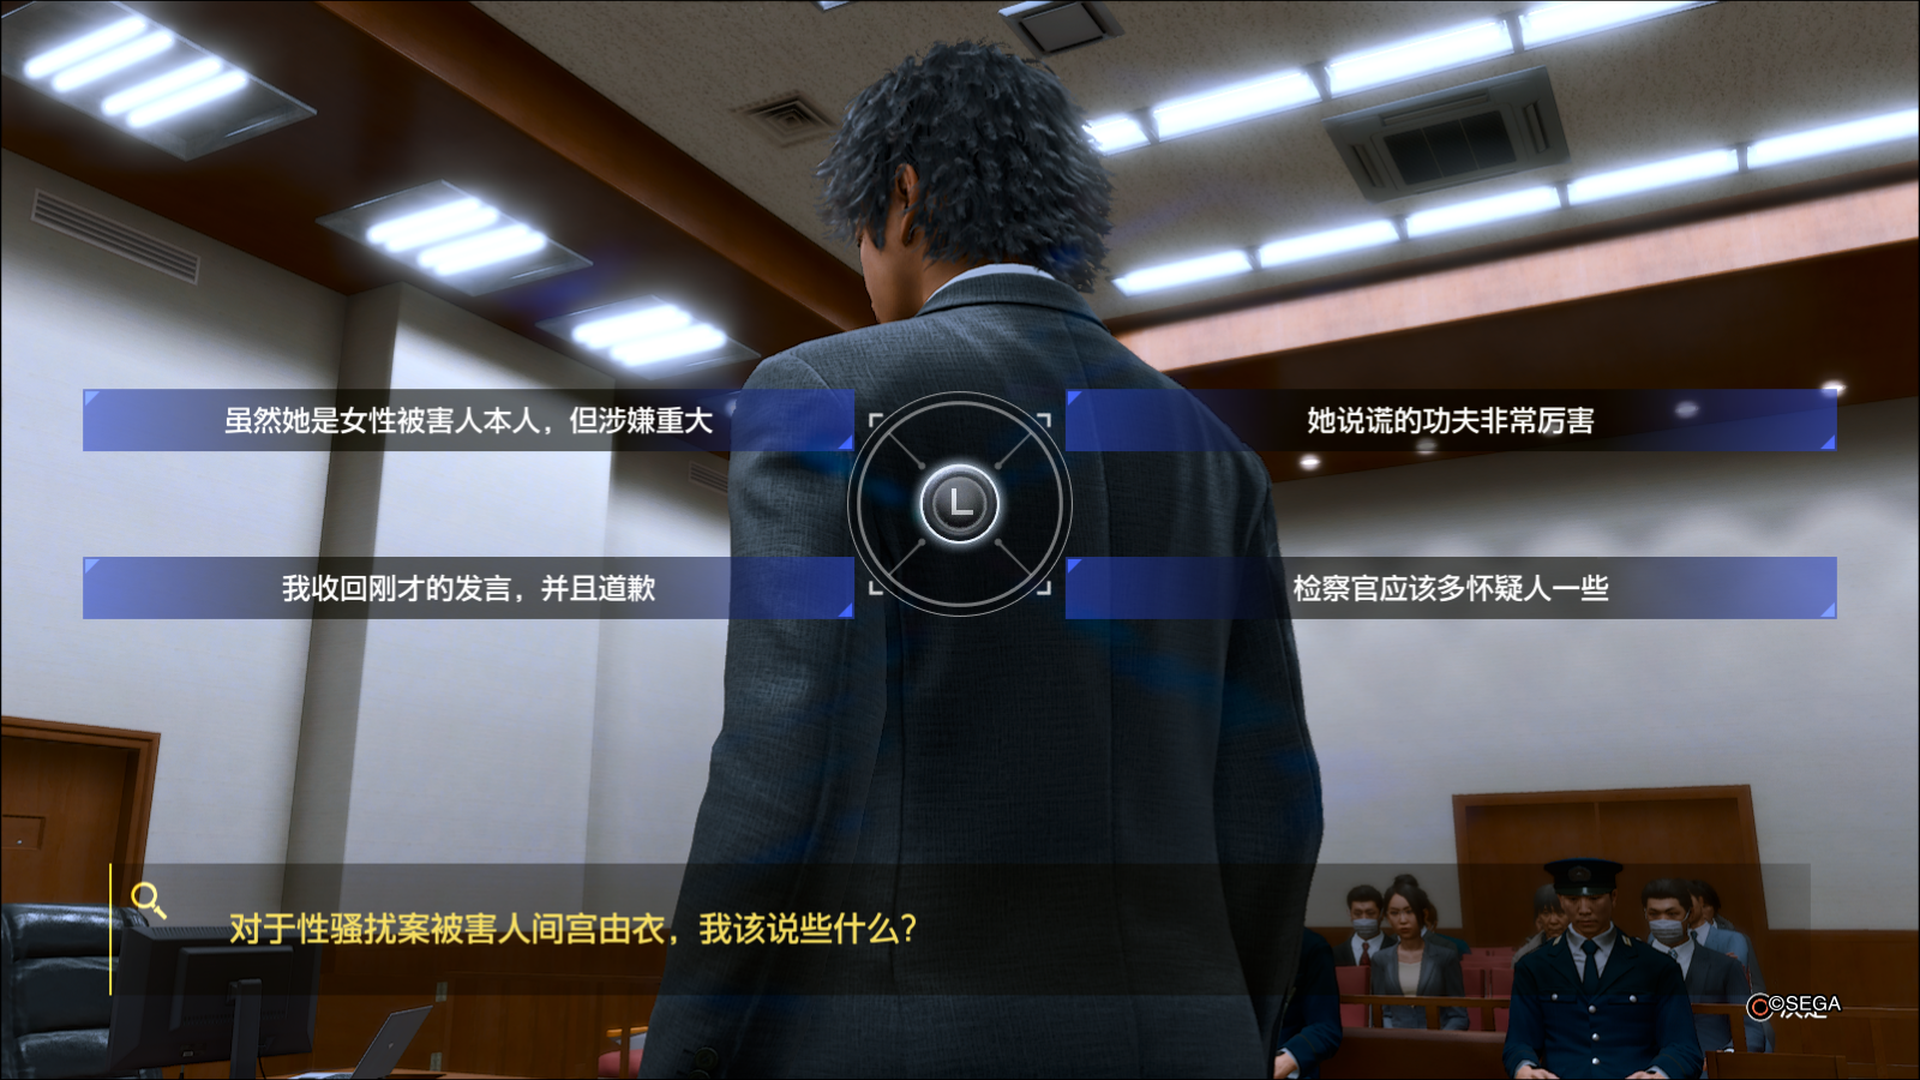 虽然她是女性被害人本人，但涉嫌重大
她说谎的功夫非常厉害
L
我收回刚才的发言，并且道歉
检察官应该多怀疑人一些
对于性骚扰案被害人间宫由衣，我该说些什么？
©SEGA